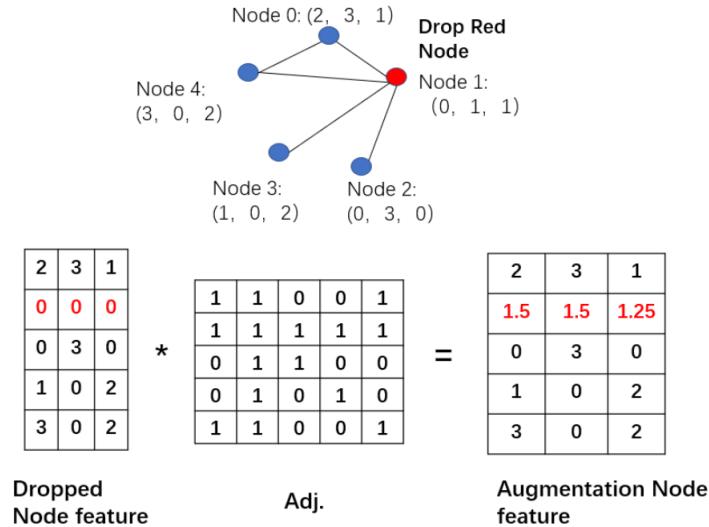 Node 0: (2, 3, 1)
Drop Red
Node
Node 4:
(3, 0, 2)
Node 1:
(0, 1, 1)
Node 3:
(1, 0, 2)
Node 2:
(0, 3, 0)
2 3 1
0 0 0
0 3 0
1 0 2
3 0 2
*
1 1 0 0 1
1 1 1 1 1
0 1 1 0 0
0 1 0 1 0
1 1 0 0 1
=
2 3 1
1.5 1.5 1.25
0 3 0
1 0 2
3 0 2
Dropped
Node feature
Adj.
Augmentation Node
feature